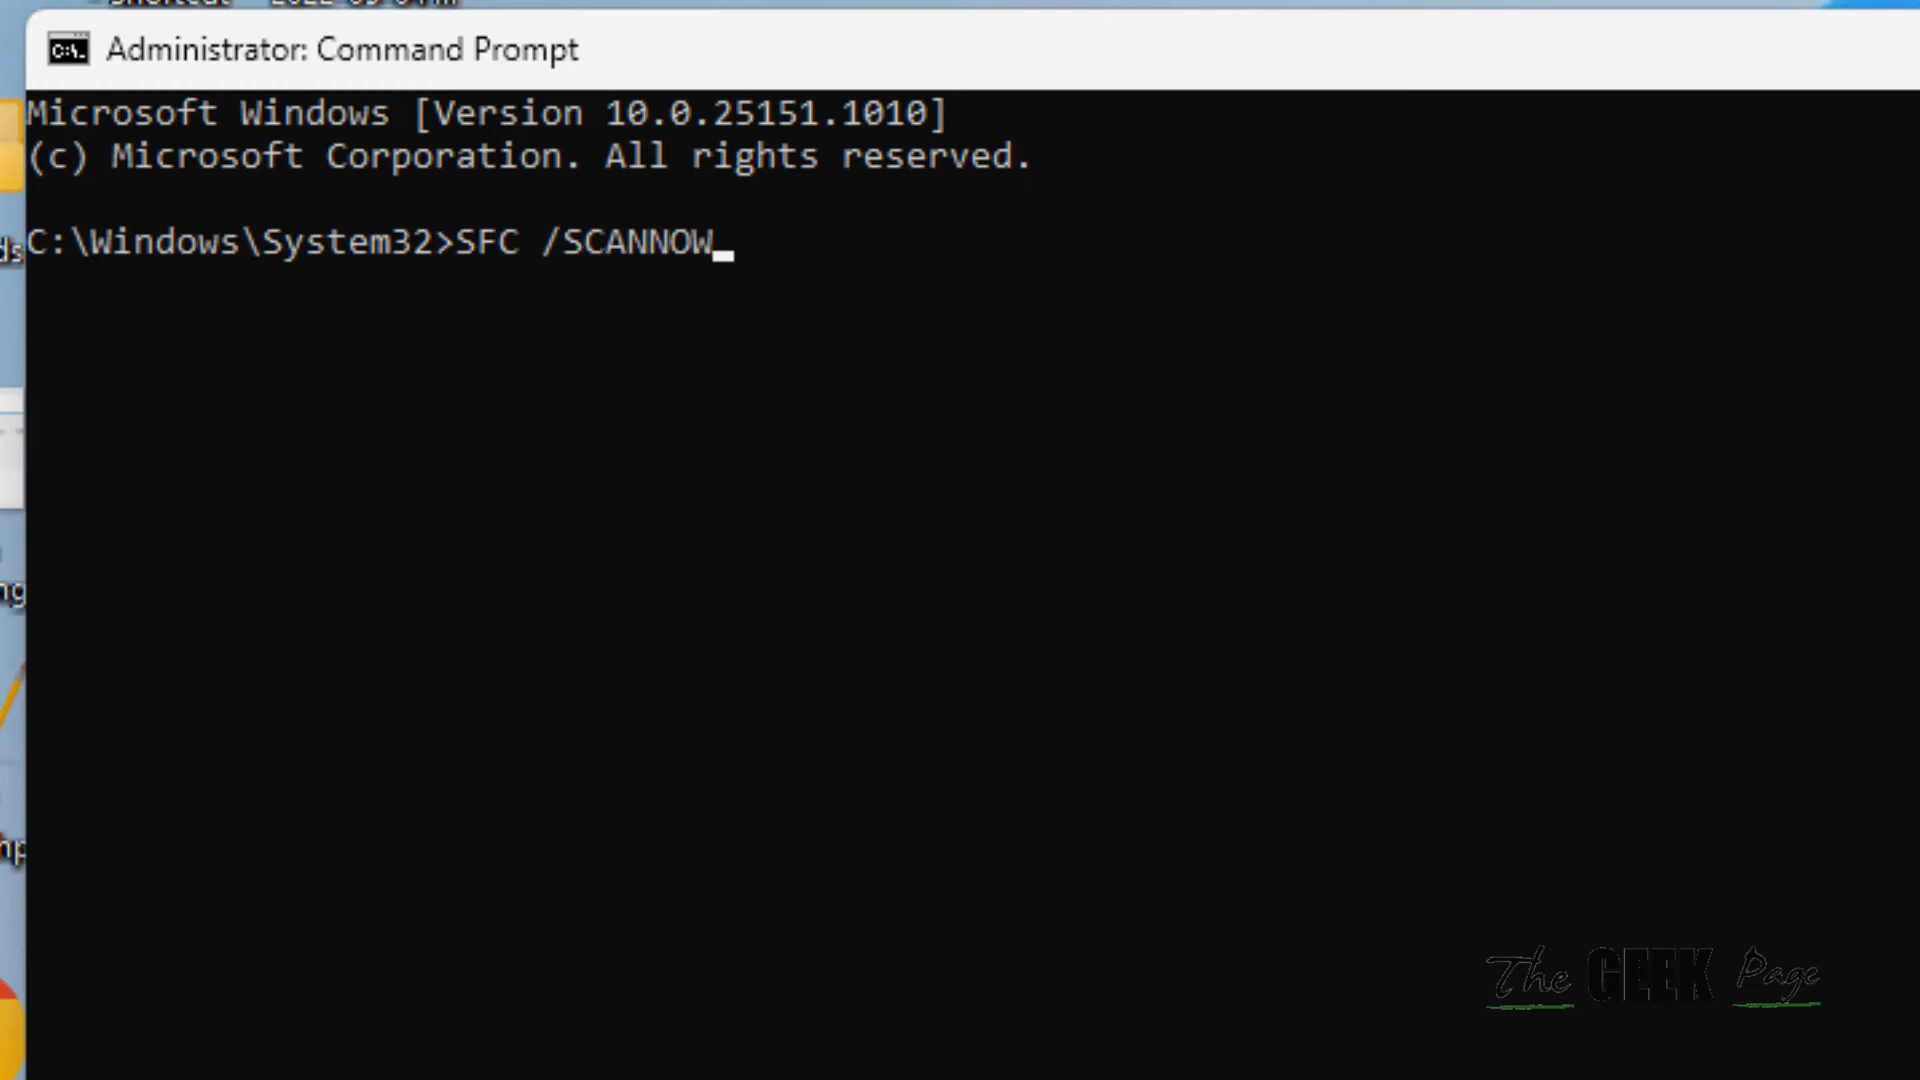 Administrator: Command Prompt
Microsoft Windows [Version 10.0.25151.1010]
(c) Microsoft Corporation. All rights reserved.
C:\Windows\System32>SFC /SCANNOW
The GEEK Page